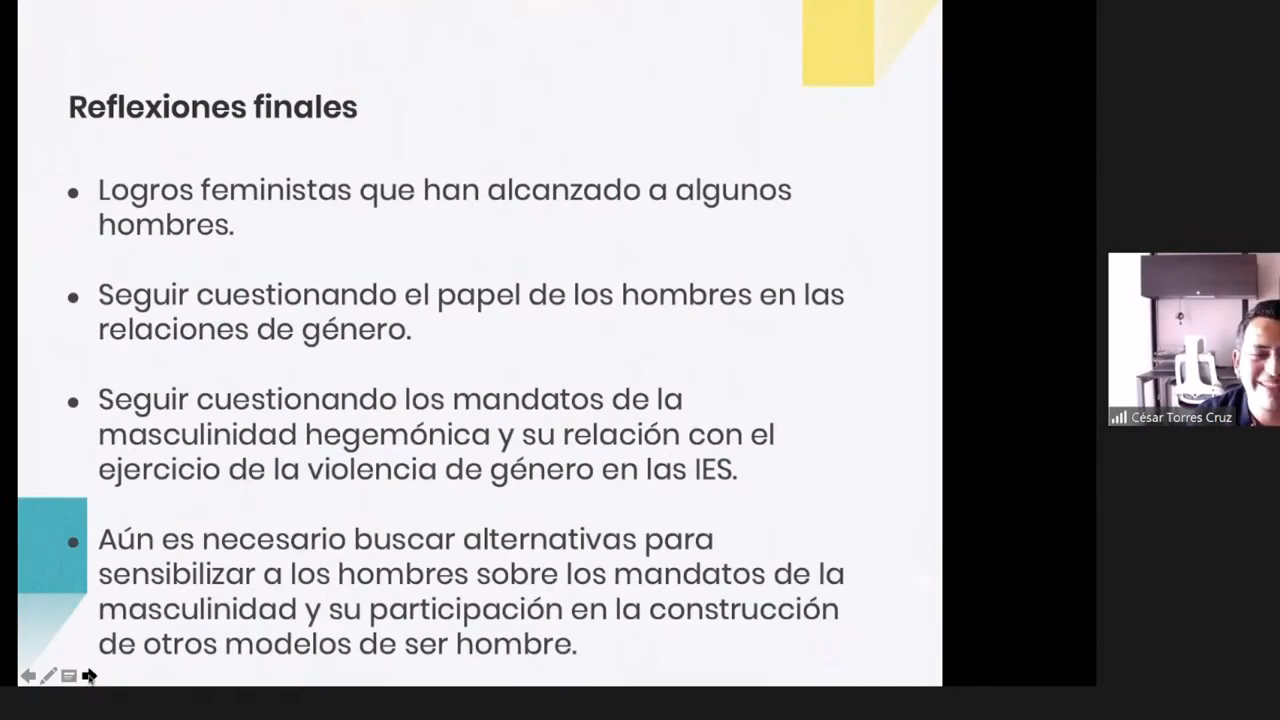 Reflexiones finales
• Logros feministas que han alcanzado a algunos
hombres.
• Seguir cuestionando el papel de los hombres en las
relaciones de género.
• Seguir cuestionando los mandatos de la
masculinidad hegemónica y su relación con el
ejercicio de la violencia de género en las IES.
• Aún es necesario buscar alternativas para
sensibilizar a los hombres sobre los mandatos de la
masculinidad y su participación en la construcción
de otros modelos de ser hombre.
César Torres Cruz